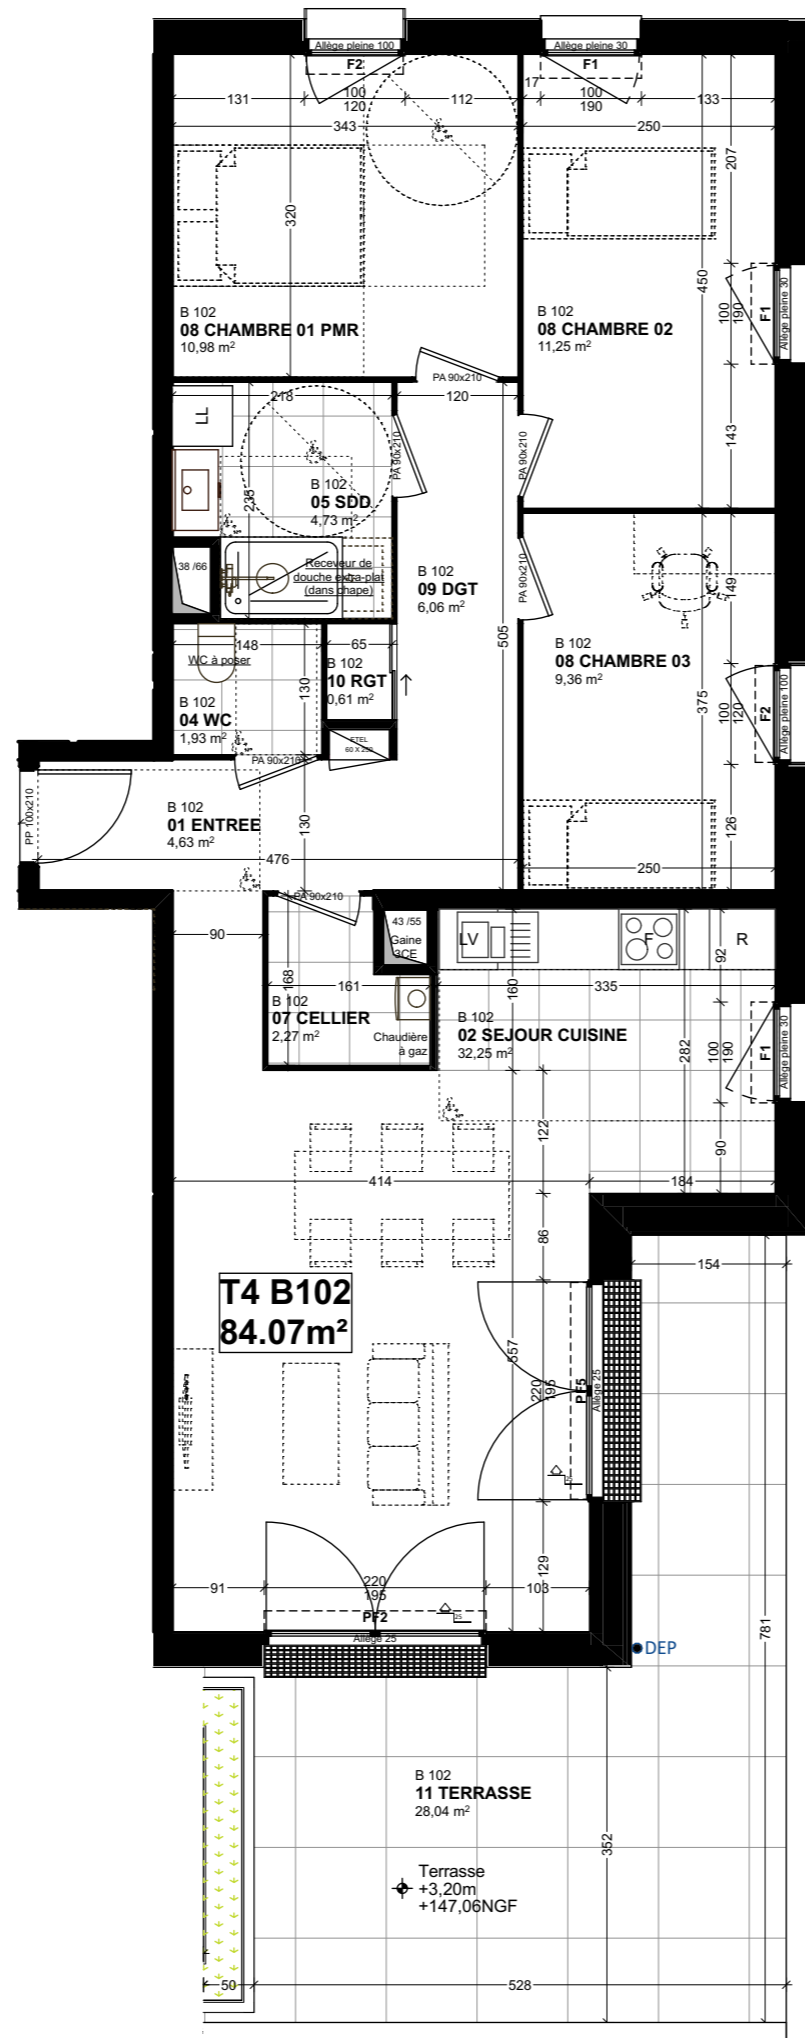 Allège pleine 100
Allège pleine 30
F2
F1
17
131
100
120
112
100
190
133
343
250
207
320
450
B 102
08 CHAMBRE 01 PMR
10,98 m²
B 102
08 CHAMBRE 02
11,25 m²
100
190
F1
Allège pleine 30
PA 90x210
218
120
LL
PA 90x210
PA 90x210
143
B 102
05 SDD
4,73 m²
235
38 /66
Receveur de
douche extra-plat
(dans chape)
B 102
09 DGT
6,06 m²
PA 90x210
149
505
148
65
WC à poser
B 102
10 RGT
0,61 m²
130
B 102
04 WC
1,93 m²
B 102
08 CHAMBRE 03
9,36 m²
375
100
120
F2
Allège pleine 100
ETEL
PA 90x210
PP 100x210
B 102
01 ENTREE
4,63 m²
130
126
476
250
PA 90x210
90
43 /55
Gaine
3CE
LV
F
R
92
168
161
160
335
B 102
07 CELLIER
2,27 m²
Chaudière
à gaz
B 102
02 SEJOUR CUISINE
32,25 m²
282
100
190
F1
Allège pleine 30
122
90
414
184
86
154
T4 B102
84.07m²
557
220
195
PF5
Allège 25
129
91
220
195
103
PF2
Allège 25
25
DEP
781
B 102
11 TERRASSE
28,04 m²
352
Terrasse
+3,20m
+147,06NGF
50
528